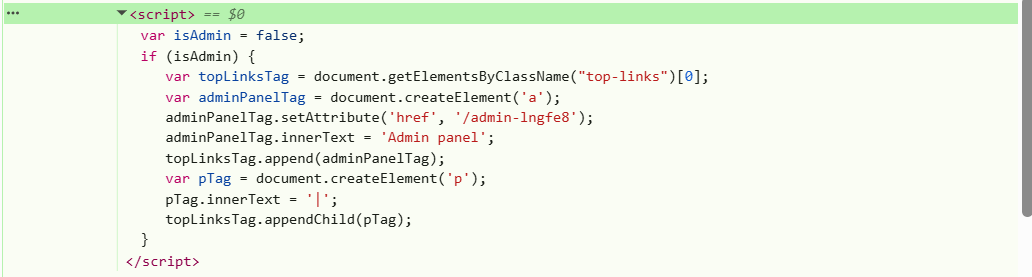 ··· ▼<script> == $0
var isAdmin = false;
if (isAdmin) {
var topLinksTag = document.getElementsByClassName("top-links")[0];
var adminPanelTag = document.createElement('a');
adminPanelTag.setAttribute('href', '/admin-lngfe8');
adminPanelTag.innerText = 'Admin panel';
topLinksTag.append(adminPanelTag);
var pTag = document.createElement('p');
pTag.innerText = '|';
topLinksTag.appendChild(pTag);
}
</script>